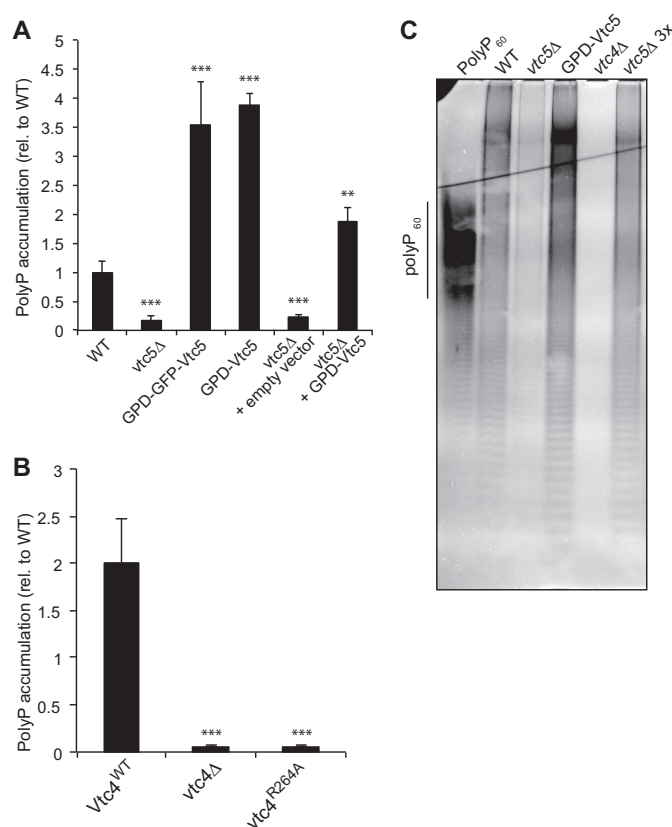 A
PolyP accumulation (rel. to WT)
5
4.5
4
3.5
3
2.5
2
1.5
1
0.5
0
***
***
***
***
**
WT
vtc5Δ
GPD-GFP-Vtc5
GPD-Vtc5
vtc5Δ
+ empty vector
vtc5Δ
+ GPD-Vtc5
B
PolyP accumulation (rel. to WT)
3
2.5
2
1.5
1
0.5
0
***
***
Vtc4WT
vtc4Δ
vtc4R264A
C
PolyP60
WT
vtc5Δ
GPD-Vtc5
vtc4Δ
vtc5Δ 3x
polyP60